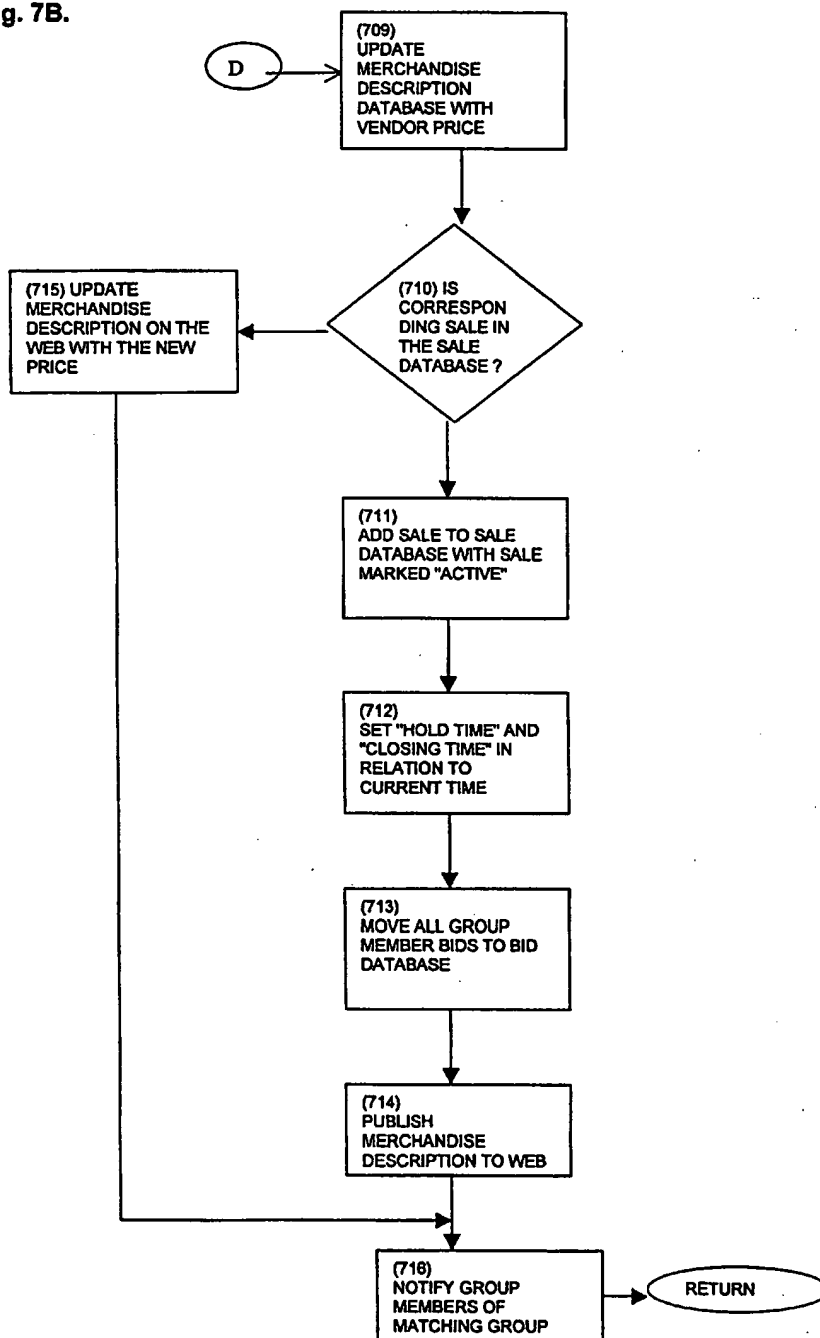 g. 7B.
D
(709)
UPDATE
MERCHANDISE
DESCRIPTION
DATABASE WITH
VENDOR PRICE
(710) IS
CORRESPON
DING SALE IN
THE SALE
DATABASE ?
(715) UPDATE
MERCHANDISE
DESCRIPTION ON THE
WEB WITH THE NEW
PRICE
(711)
ADD SALE TO SALE
DATABASE WITH SALE
MARKED "ACTIVE"
(712)
SET "HOLD TIME" AND
"CLOSING TIME" IN
RELATION TO
CURRENT TIME
(713)
MOVE ALL GROUP
MEMBER BIDS TO BID
DATABASE
(714)
PUBLISH
MERCHANDISE
DESCRIPTION TO WEB
(716)
NOTIFY GROUP
MEMBERS OF
MATCHING GROUP
RETURN